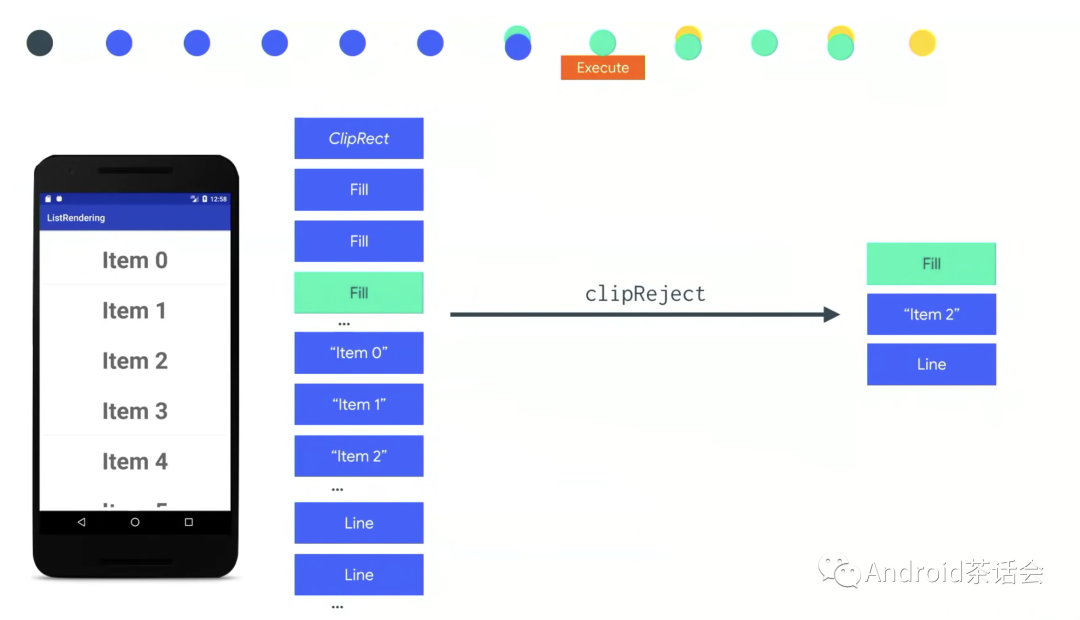 Execute
ClipRect
Fill
Fill
Fill
...
“Item 0”
“Item 1”
“Item 2”
...
Line
Line
...
12:58
ListRendering
Item 0
Item 1
Item 2
Item 3
Item 4
clipReject
Fill
“Item 2”
Line
Android茶话会